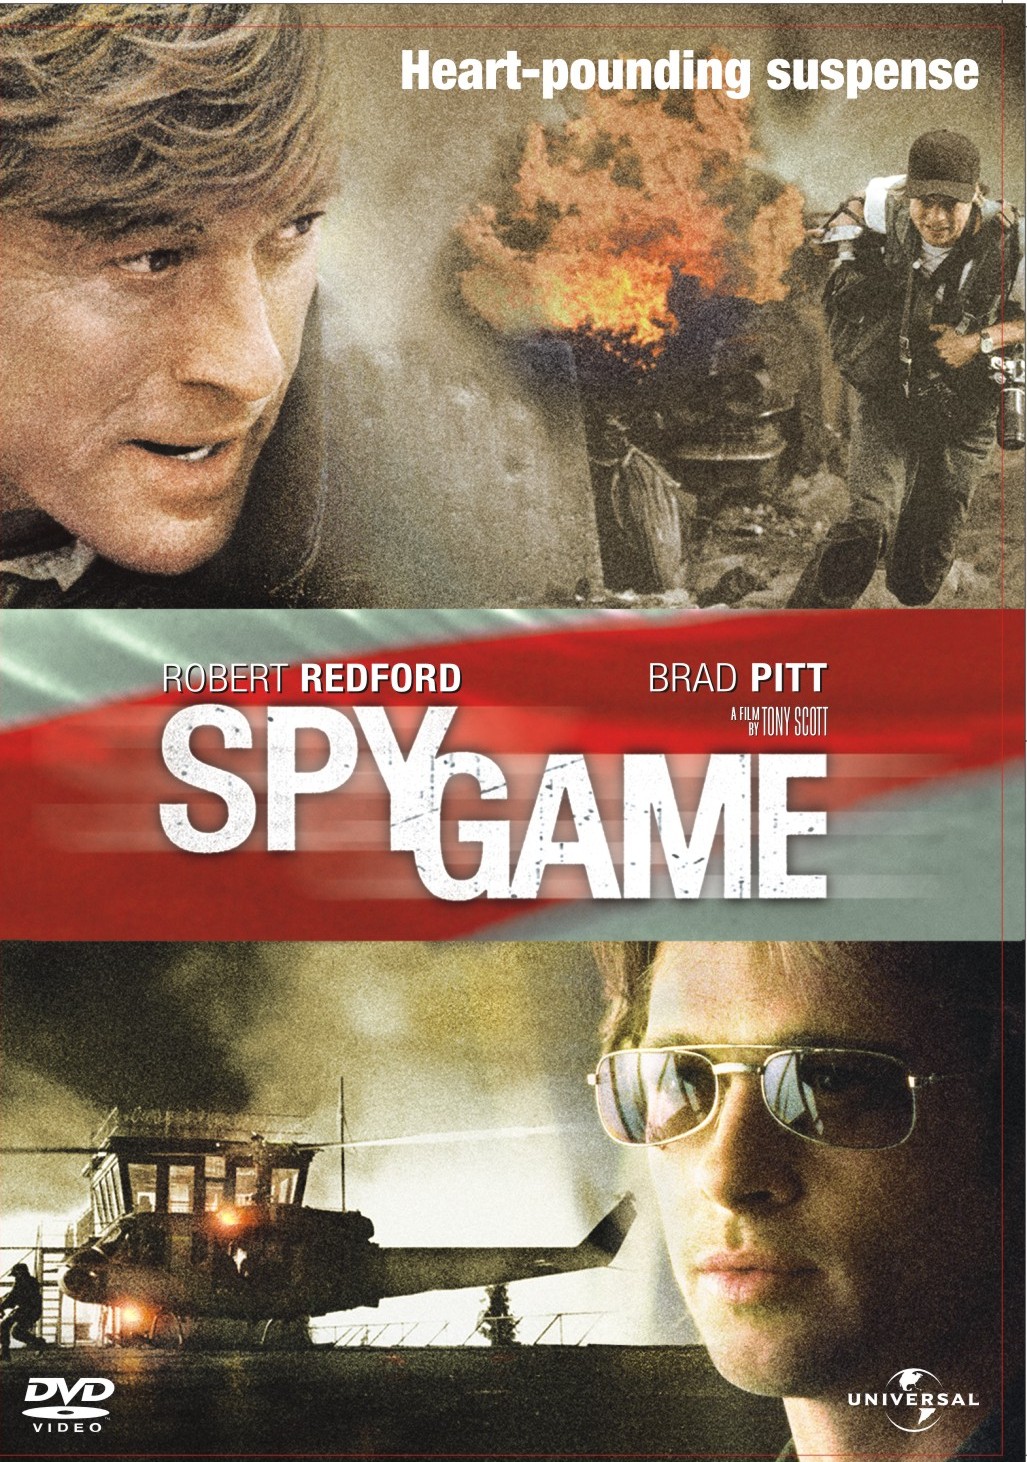 Heart-pounding suspense
ROBERT REDFORD
BRAD PITT
A FILM BY TONY SCOTT
SPY GAME
DVD
VIDEO
UNIVERSAL